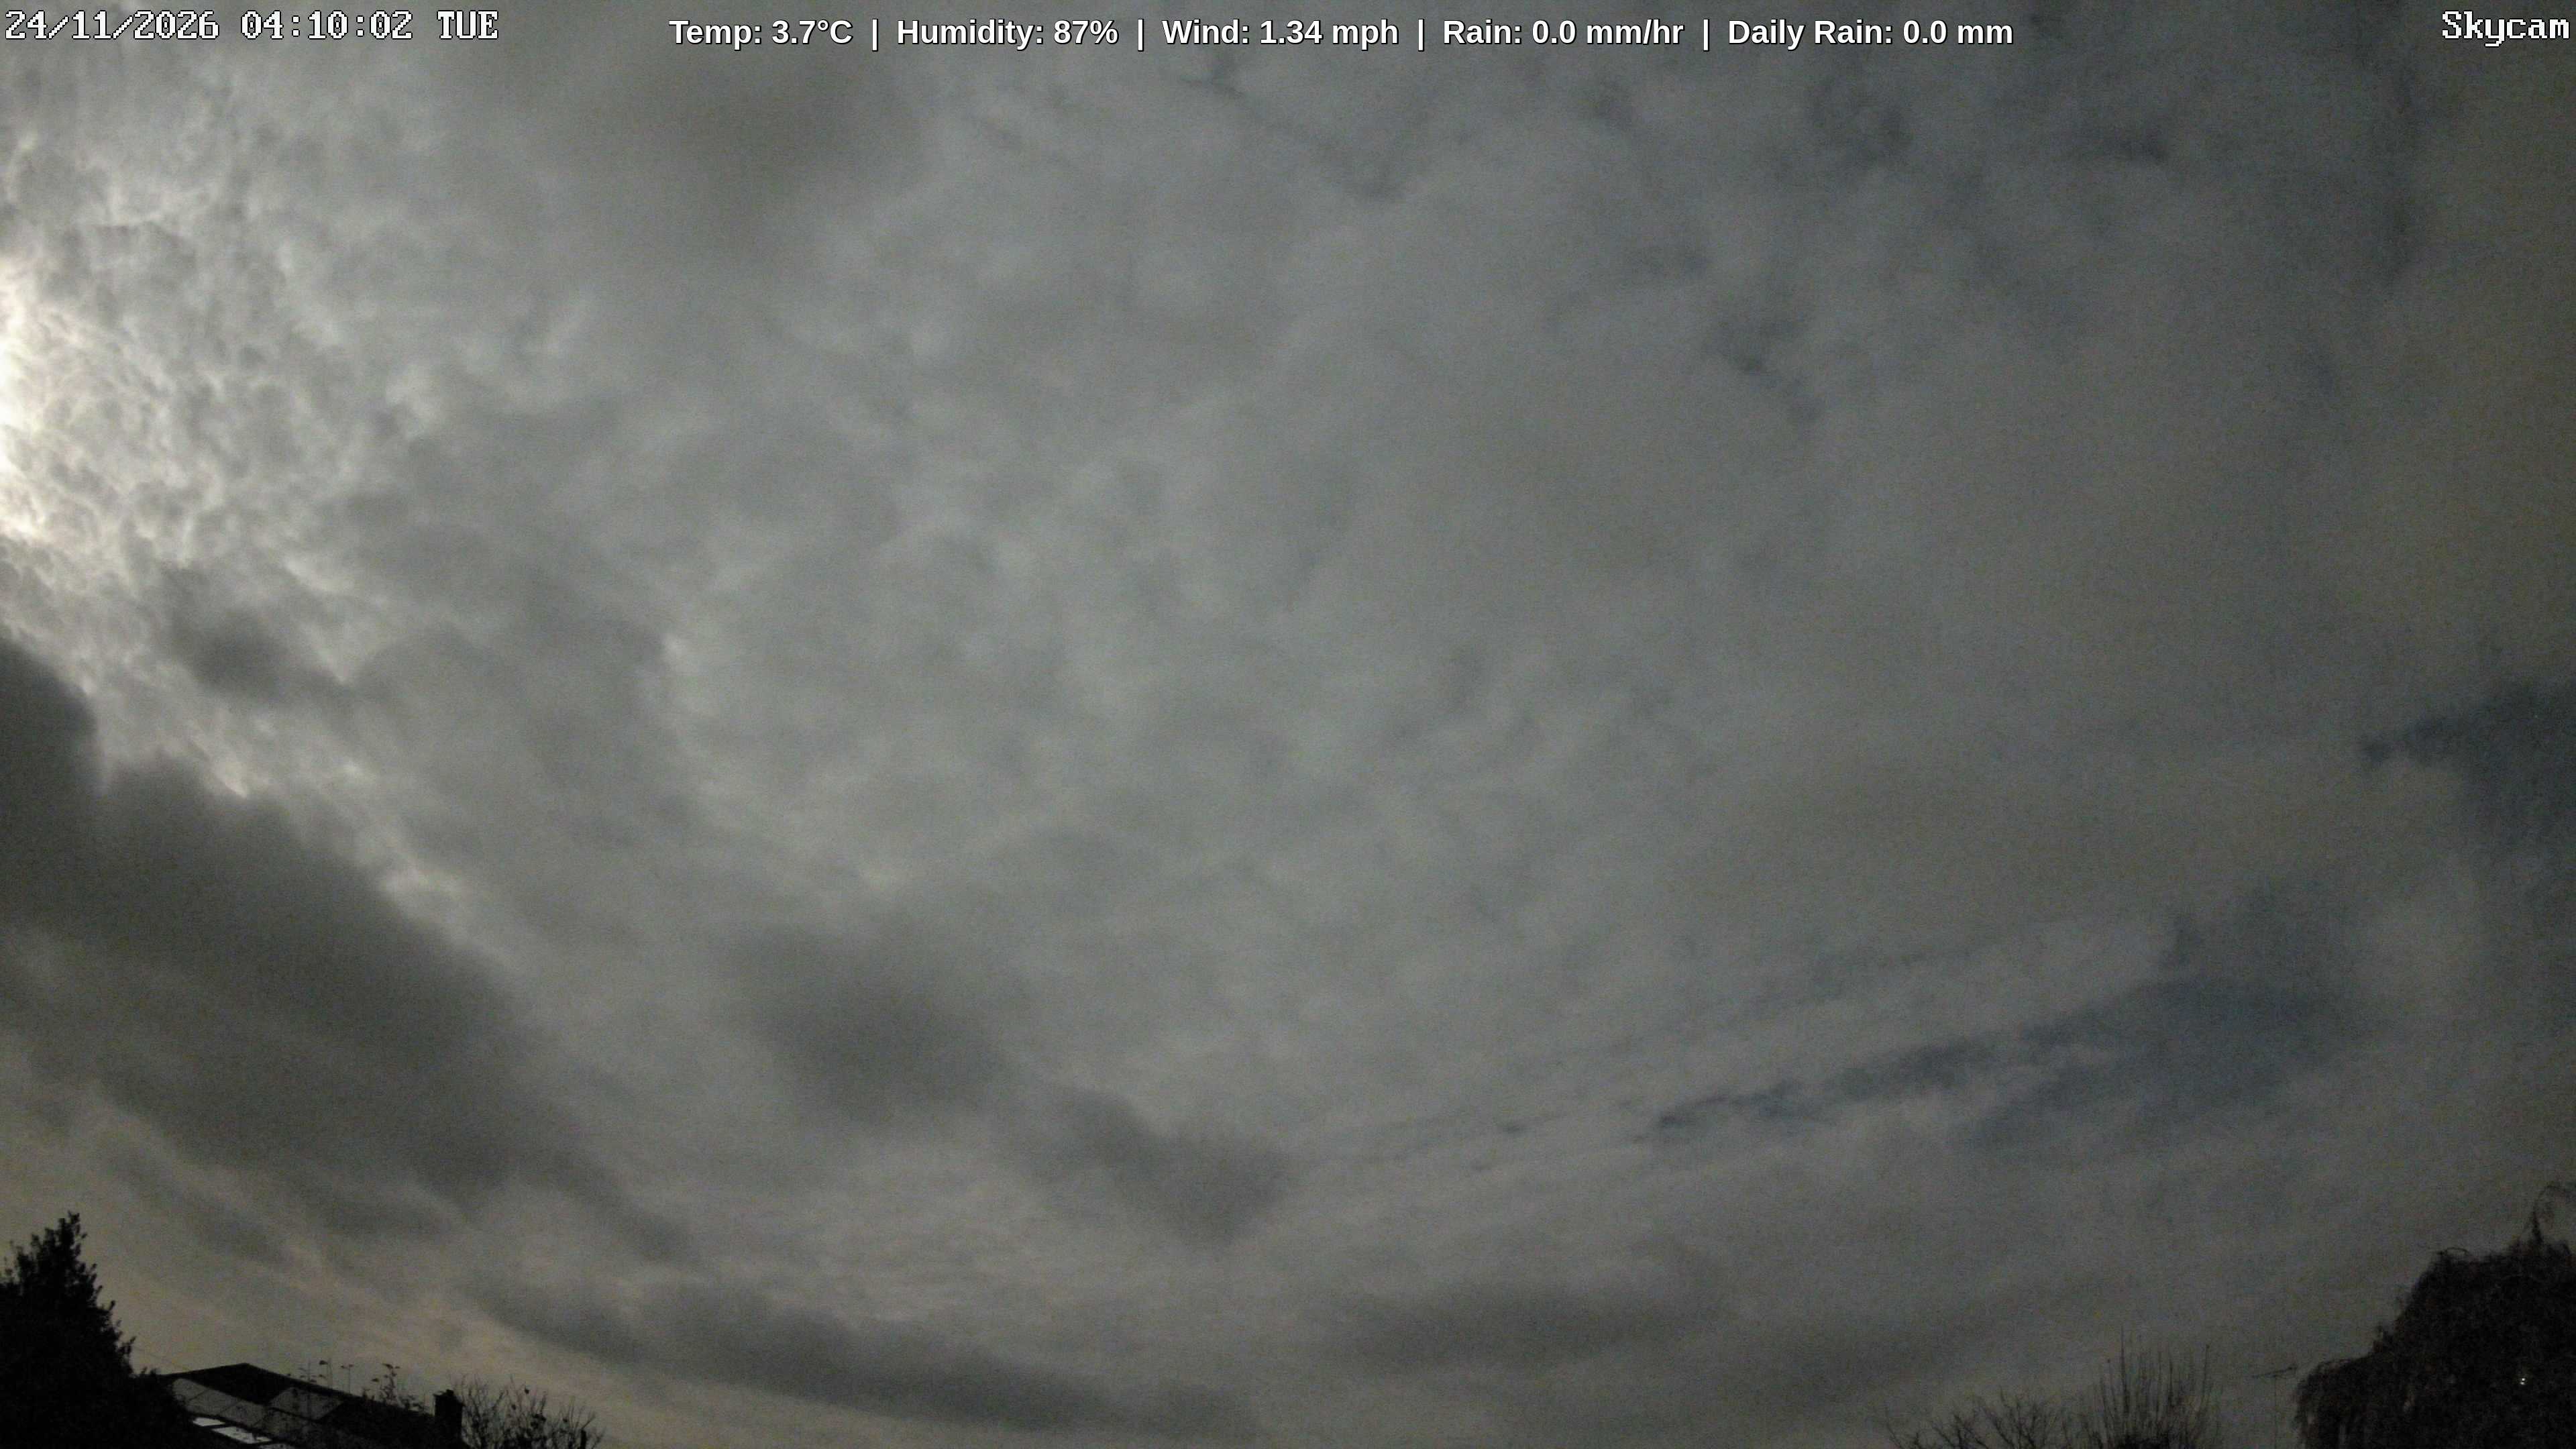 24/11/2026 04:10:02 TUE
Temp: 3.7°C | Humidity: 87% | Wind: 1.34 mph | Rain: 0.0 mm/hr | Daily Rain: 0.0 mm
Skycam